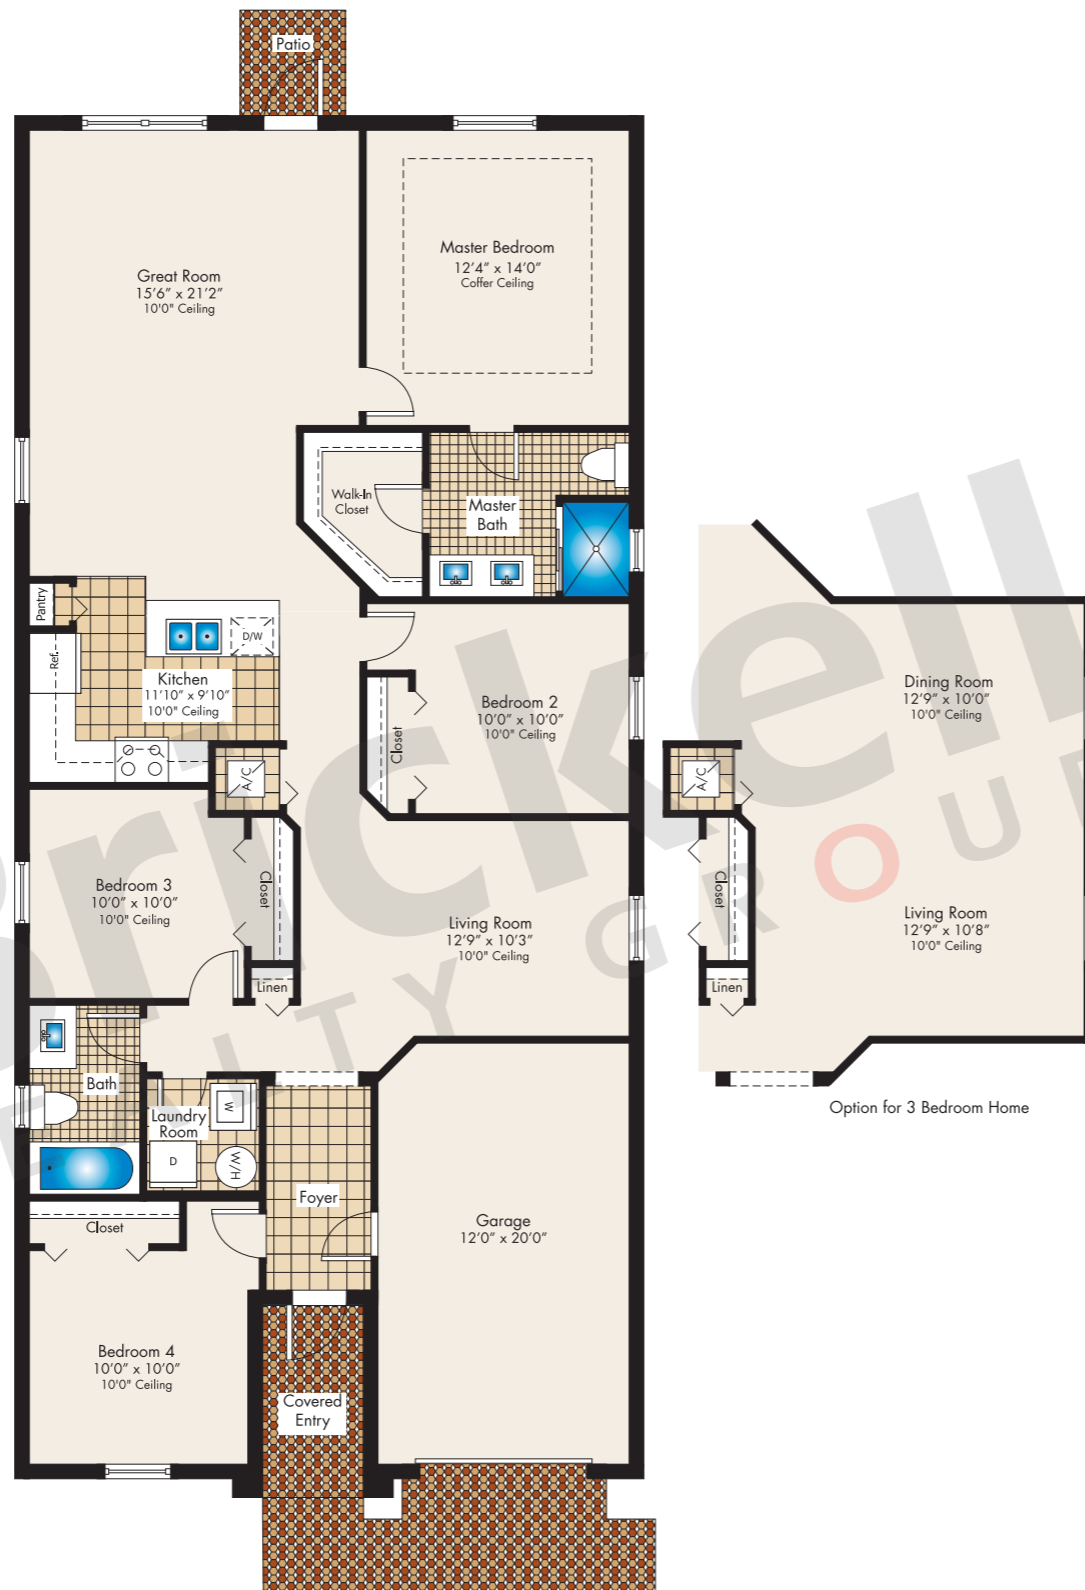 Patio
Great Room
15’6” x 21’2”
10'0" Ceiling
Master Bedroom
12’4” x 14’0”
Coffer Ceiling
Walk-In
Closet
Master
Bath
Pantry
Ref.
D/W
Kitchen
11’10” x 9’10”
10'0" Ceiling
A/C
Closet
Bedroom 2
10’0” x 10’0”
10'0" Ceiling
Bedroom 3
10’0” x 10’0”
10'0" Ceiling
Closet
Linen
Living Room
12’9” x 10’3”
10'0" Ceiling
Bath
Laundry
Room
W
D
W/H
Foyer
Garage
12’0” x 20’0”
Closet
Bedroom 4
10’0” x 10’0”
10'0" Ceiling
Covered
Entry
Dining Room
12’9” x 10’0”
10'0" Ceiling
A/C
Closet
Linen
Living Room
12’9” x 10’8”
10'0" Ceiling
Option for 3 Bedroom Home
Brickell
REALTY GROUP